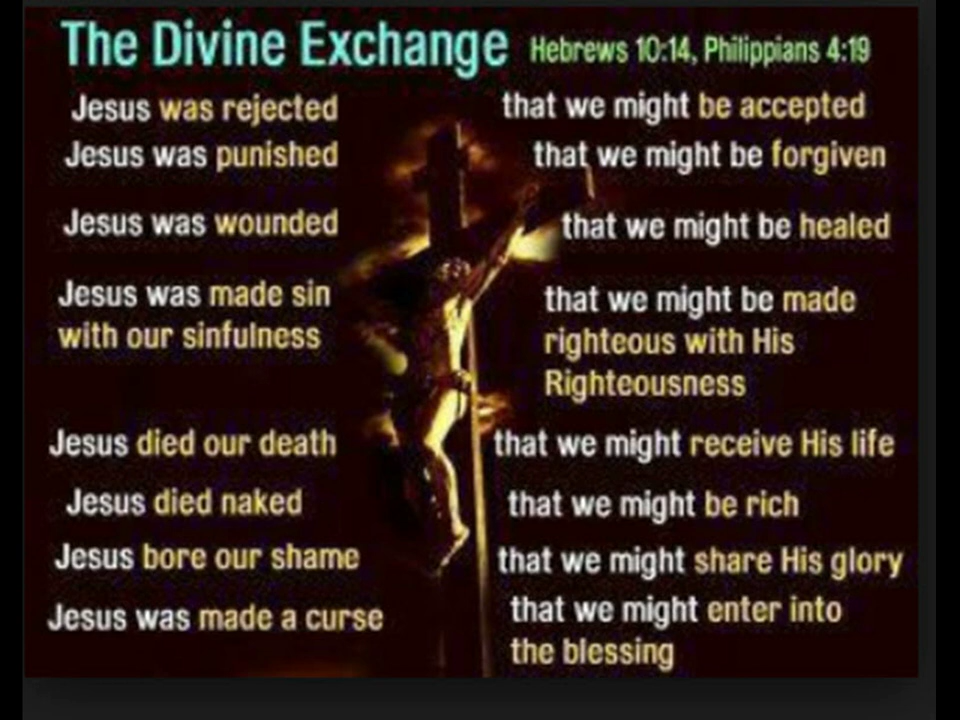 The Divine Exchange Hebrews 10:14, Philippians 4:19
Jesus was rejected that we might be accepted
Jesus was punished that we might be forgiven
Jesus was wounded that we might be healed
Jesus was made sin
with our sinfulness
that we might be made
righteous with His
Righteousness
Jesus died our death that we might receive His life
Jesus died naked that we might be rich
Jesus bore our shame that we might share His glory
Jesus was made a curse that we might enter into
the blessing